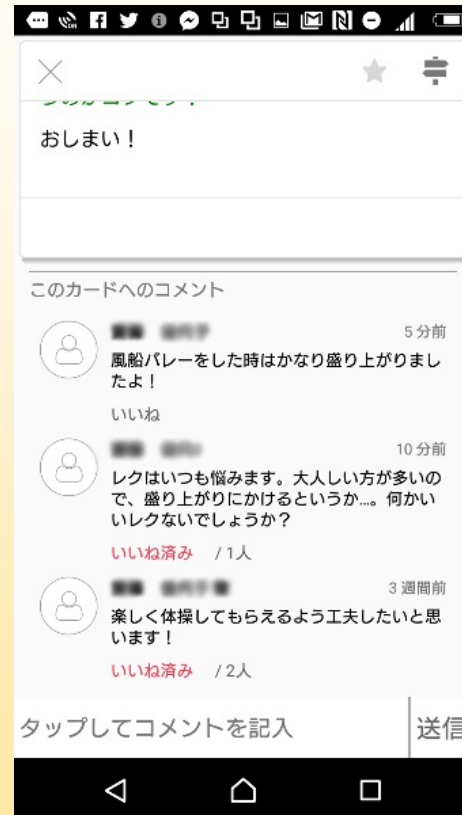 おしまい！
このカードへのコメント
5分前
風船バレーをした時はかなり盛り上がりまし
たよ！
いいね
10分前
レクはいつも悩みます。大人しい方が多いの
で、盛り上がりにかけるというか...。何かい
いレクないでしょうか？
いいね済み / 1人
3週間前
楽しく体操してもらえるよう工夫したいと思
います！
いいね済み / 2人
タップしてコメントを記入
送信